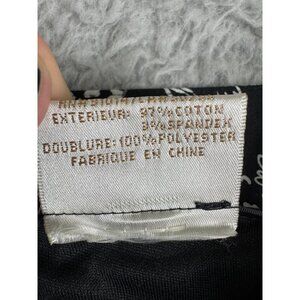 EXTERIEUR: 97%COTON
3%SPANDEX
DOUBLURE:100%POLYESTER
FABRIQUE EN CHINE